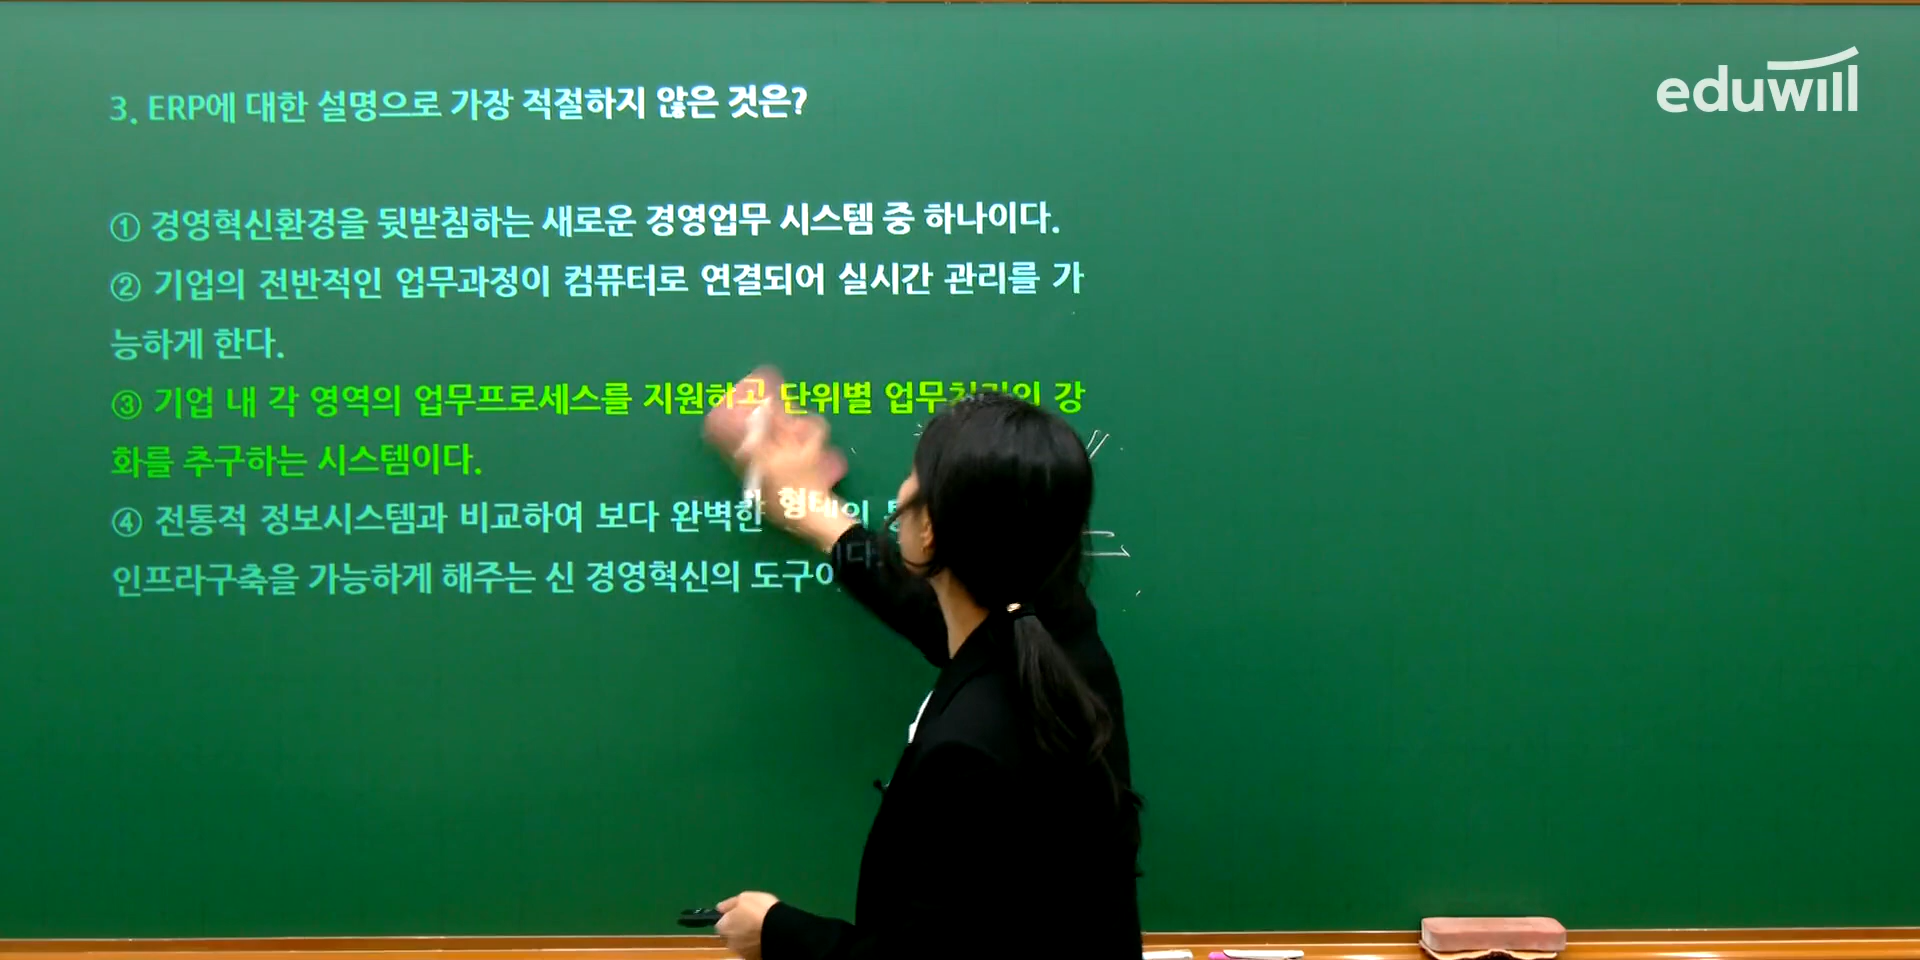 eduwill
3. ERP에 대한 설명으로 가장 적절하지 않은 것은?
① 경영혁신환경을 뒷받침하는 새로운 경영업무 시스템 중 하나이다.
② 기업의 전반적인 업무과정이 컴퓨터로 연결되어 실시간 관리를 가
능하게 한다.
③ 기업 내 각 영역의 업무프로세스를 지원하고 단위별 업무처리의 강
화를 추구하는 시스템이다.
④ 전통적 정보시스템과 비교하여 보다 완벽한 형태의
인프라구축을 가능하게 해주는 신 경영혁신의 도구이다.